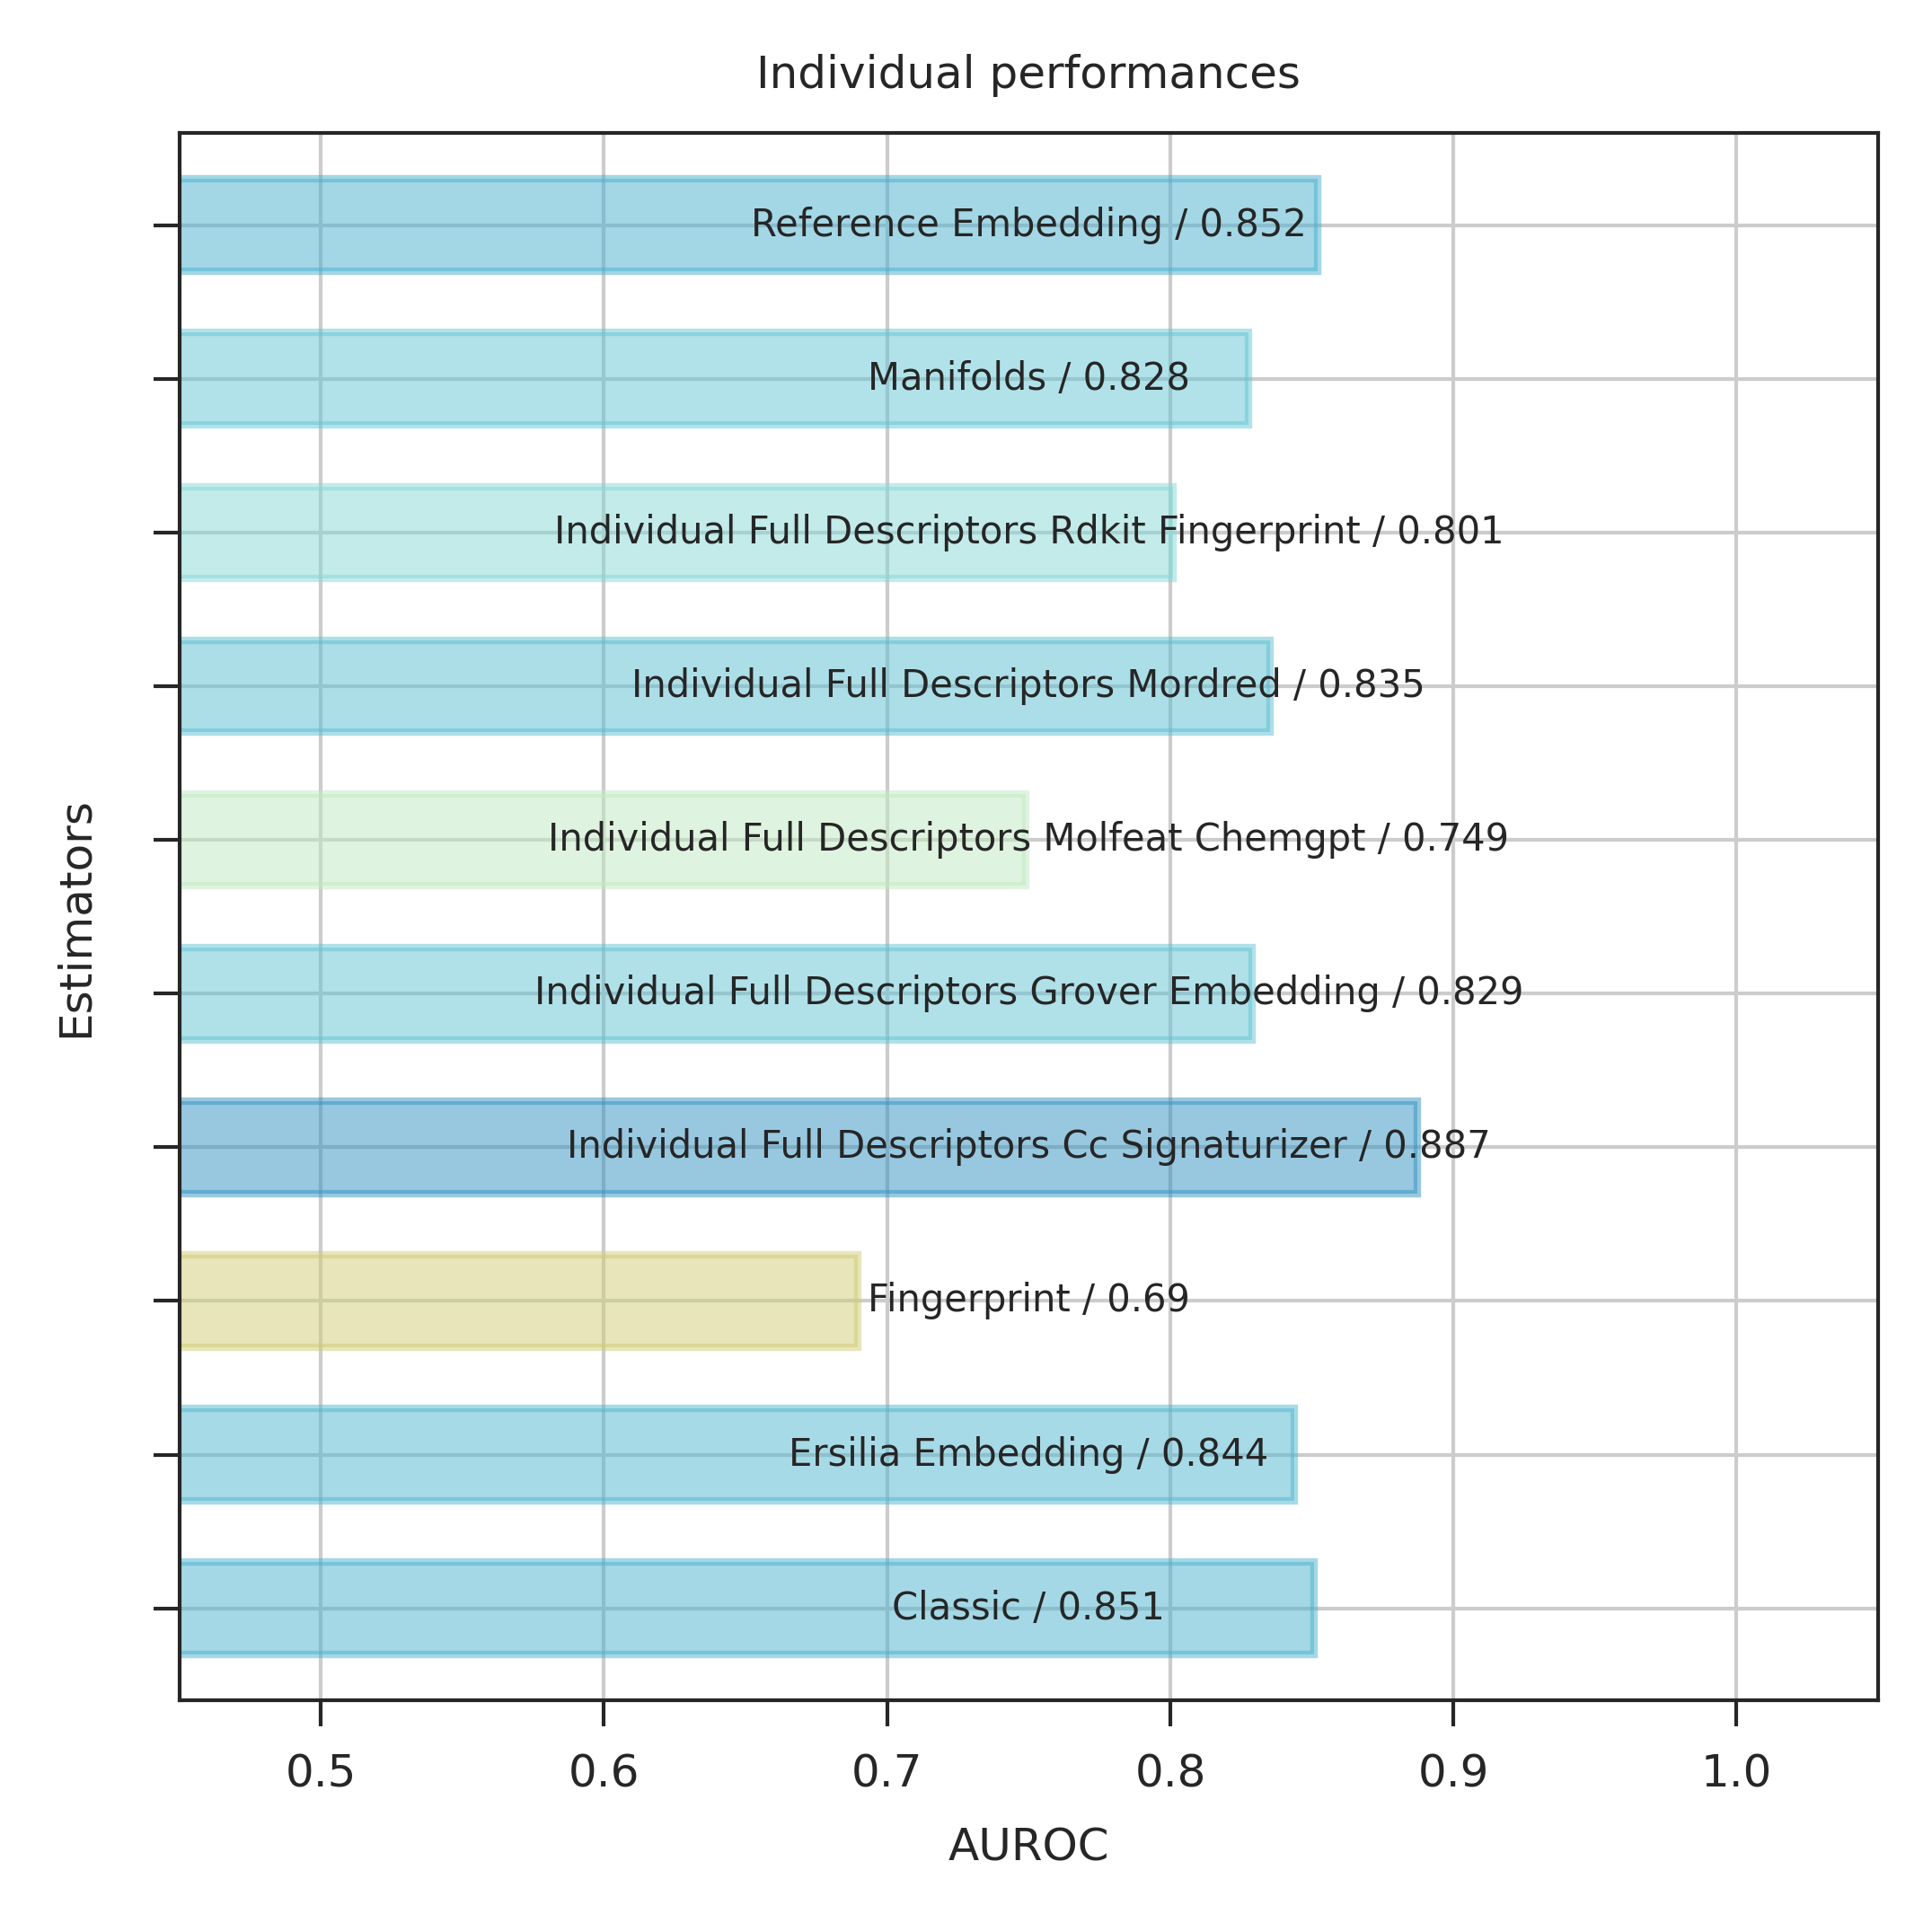 Individual performances
Reference Embedding / 0.852
Manifolds / 0.828
Individual Full Descriptors Rdkit Fingerprint / 0.801
Individual Full Descriptors Mordred / 0.835
Individual Full Descriptors Molfeat Chemgpt / 0.749
Individual Full Descriptors Grover Embedding / 0.829
Individual Full Descriptors Cc Signaturizer / 0.887
Fingerprint / 0.69
Ersilia Embedding / 0.844
Classic / 0.851
Estimators
0.5 0.6 0.7 0.8 0.9 1.0
AUROC